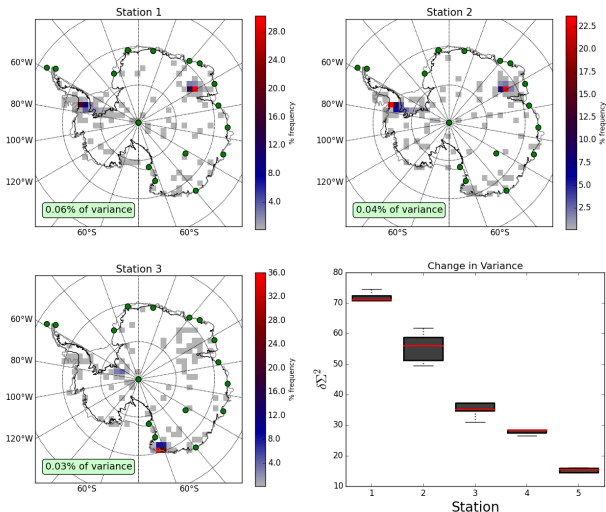 Station 1
60°W
80°W
100°W
120°W
60°S
60°S
0.06% of variance
28.0
24.0
20.0
16.0
12.0
8.0
4.0
% frequency
Station 2
60°W
80°W
100°W
120°W
60°S
60°S
0.04% of variance
22.5
20.0
17.5
15.0
12.5
10.0
7.5
5.0
2.5
% frequency
Station 3
60°W
80°W
100°W
120°W
60°S
60°S
0.03% of variance
36.0
32.0
28.0
24.0
20.0
16.0
12.0
8.0
4.0
% frequency
Change in Variance
80
70
60
50
40
30
20
10
δΣ²
1 2 3 4 5
Station